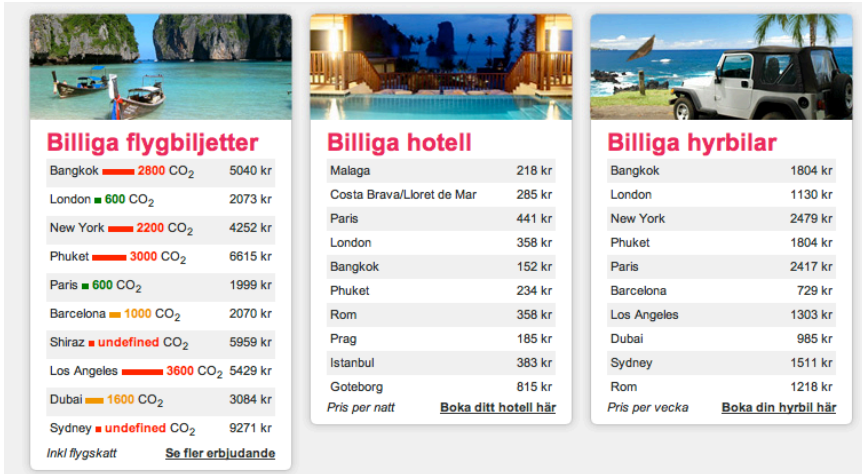 Billiga flygbiljetter
Bangkok 2800 CO2 5040 kr
London 600 CO2 2073 kr
New York 2200 CO2 4252 kr
Phuket 3000 CO2 6615 kr
Paris 600 CO2 1999 kr
Barcelona 1000 CO2 2070 kr
Shiraz undefined CO2 5959 kr
Los Angeles 3600 CO2 5429 kr
Dubai 1600 CO2 3084 kr
Sydney undefined CO2 9271 kr
Inkl flygskatt Se fler erbjudande
Billiga hotell
Malaga 218 kr
Costa Brava/Lloret de Mar 285 kr
Paris 441 kr
London 358 kr
Bangkok 152 kr
Phuket 234 kr
Rom 358 kr
Prag 185 kr
Istanbul 383 kr
Goteborg 815 kr
Pris per natt Boka ditt hotell här
Billiga hyrbilar
Bangkok 1804 kr
London 1130 kr
New York 2479 kr
Phuket 1804 kr
Paris 2417 kr
Barcelona 729 kr
Los Angeles 1303 kr
Dubai 985 kr
Sydney 1511 kr
Rom 1218 kr
Pris per vecka Boka din hyrbil här